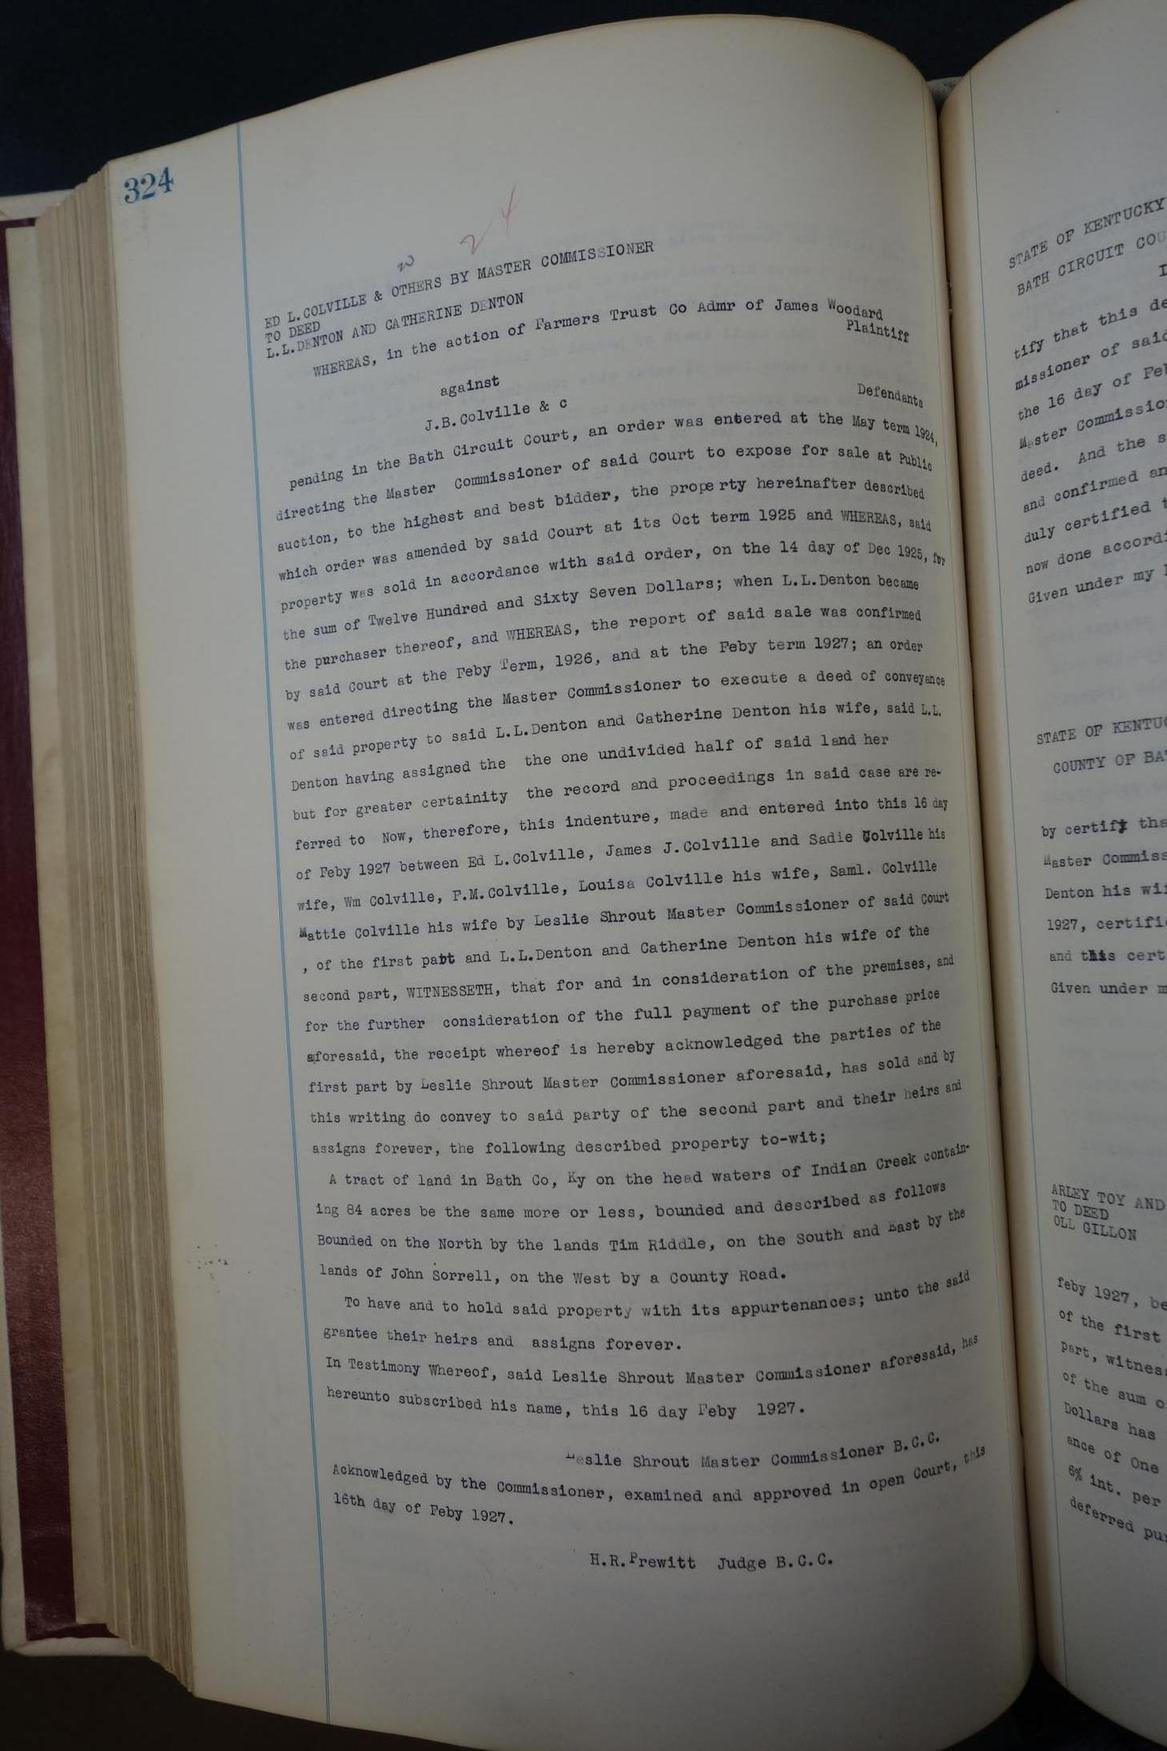 324
24
w
ED L.COLVILLE & OTHERS BY MASTER COMMISSIONER
TO DEED
L.L.DENTON AND CATHERINE DENTON
WHEREAS, in the action of Farmers Trust Co Admr of James Woodard
Plaintiff
against
J.B.Colville & c Defendants
pending in the Bath Circuit Court, an order was entered at the May term 1924,
directing the Master Commissioner of said Court to expose for sale at Public
auction, to the highest and best bidder, the property hereinafter described
which order was amended by said Court at its Oct term 1925 and WHEREAS, said
property was sold in accordance with said order, on the 14 day of Dec 1925, for
the sum of Twelve Hundred and Sixty Seven Dollars; when L.L.Denton became
the purchaser thereof, and WHEREAS, the report of said sale was confirmed
by said Court at the Feby Term, 1926, and at the Feby term 1927; an order
was entered directing the Master Commissioner to execute a deed of conveyance
of said property to said L.L.Denton and Catherine Denton his wife, said L.L.
Denton having assigned the the one undivided half of said land her
but for greater certainity the record and proceedings in said case are re-
ferred to Now, therefore, this indenture, made and entered into this 16 day
of Feby 1927 between Ed L.Colville, James J.Colville and Sadie Colville his
wife, Wm Colville, F.M.Colville, Louisa Colville his wife, Saml. Colville
Mattie Colville his wife by Leslie Shrout Master Commissioner of said Court
, of the first part and L.L.Denton and Catherine Denton his wife of the
second part, WITNESSETH, that for and in consideration of the premises, and
for the further consideration of the full payment of the purchase price
aforesaid, the receipt whereof is hereby acknowledged the parties of the
first part by Leslie Shrout Master Commissioner aforesaid, has sold and by
this writing do convey to said party of the second part and their heirs and
assigns forever, the following described property to-wit;
A tract of land in Bath Co, Ky on the head waters of Indian Creek contain-
ing 84 acres be the same more or less, bounded and described as follows
Bounded on the North by the lands Tim Riddle, on the South and East by the
lands of John Sorrell, on the West by a County Road.
To have and to hold said property with its appurtenances; unto the said
grantee their heirs and assigns forever.
In Testimony Whereof, said Leslie Shrout Master Commissioner aforesaid, has
hereunto subscribed his name, this 16 day Feby 1927.
Leslie Shrout Master Commissioner B.C.C.
Acknowledged by the Commissioner, examined and approved in open Court, this
16th day of Feby 1927.
H.R.Prewitt Judge B.C.C.
STATE OF KENTUCKY
BATH CIRCUIT
tify that this
missioner of said
the 16 day of
Master
deed. And the
and confirmed
duly certified
now done
Given under my
STATE OF
COUNTY OF
by certify
Master
Denton his
1927,
and this
Given under
ARLEY TOY AND
TO DEED
OLL GILLON
feby 1927,
of the first
part,
of the sum
Dollars has
ance of One
6% int. per
deferred